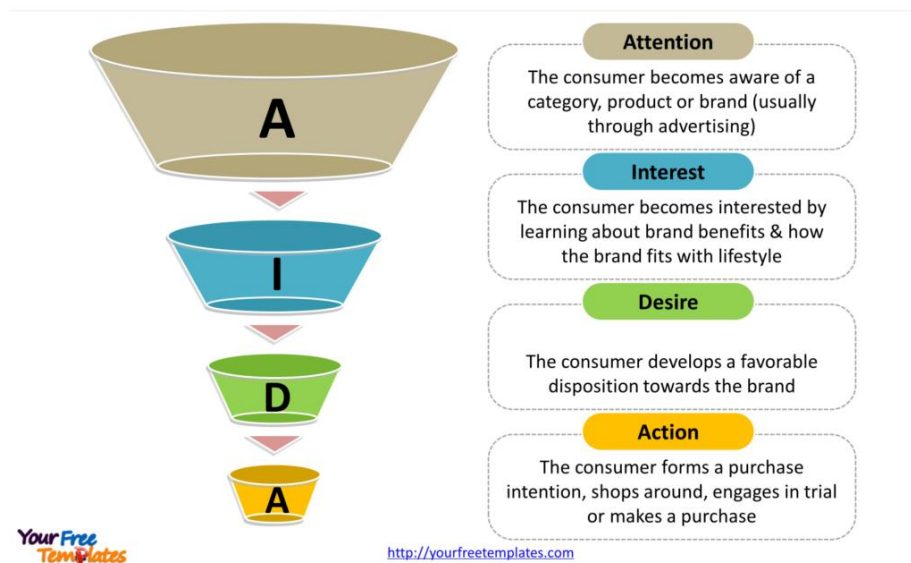 A
Attention
The consumer becomes aware of a
category, product or brand (usually
through advertising)
I
Interest
The consumer becomes interested by
learning about brand benefits & how
the brand fits with lifestyle
D
Desire
The consumer develops a favorable
disposition towards the brand
A
Action
The consumer forms a purchase
intention, shops around, engages in trial
or makes a purchase
Your Free
Templates
http://yourfreetemplates.com